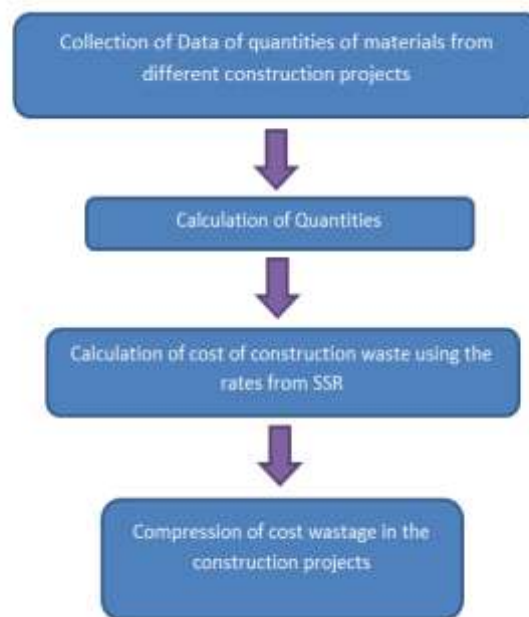 Collection of Data of quantities of materials from
different construction projects
Calculation of Quantities
Calculation of cost of construction waste using the
rates from SSR
Compression of cost wastage in the
construction projects